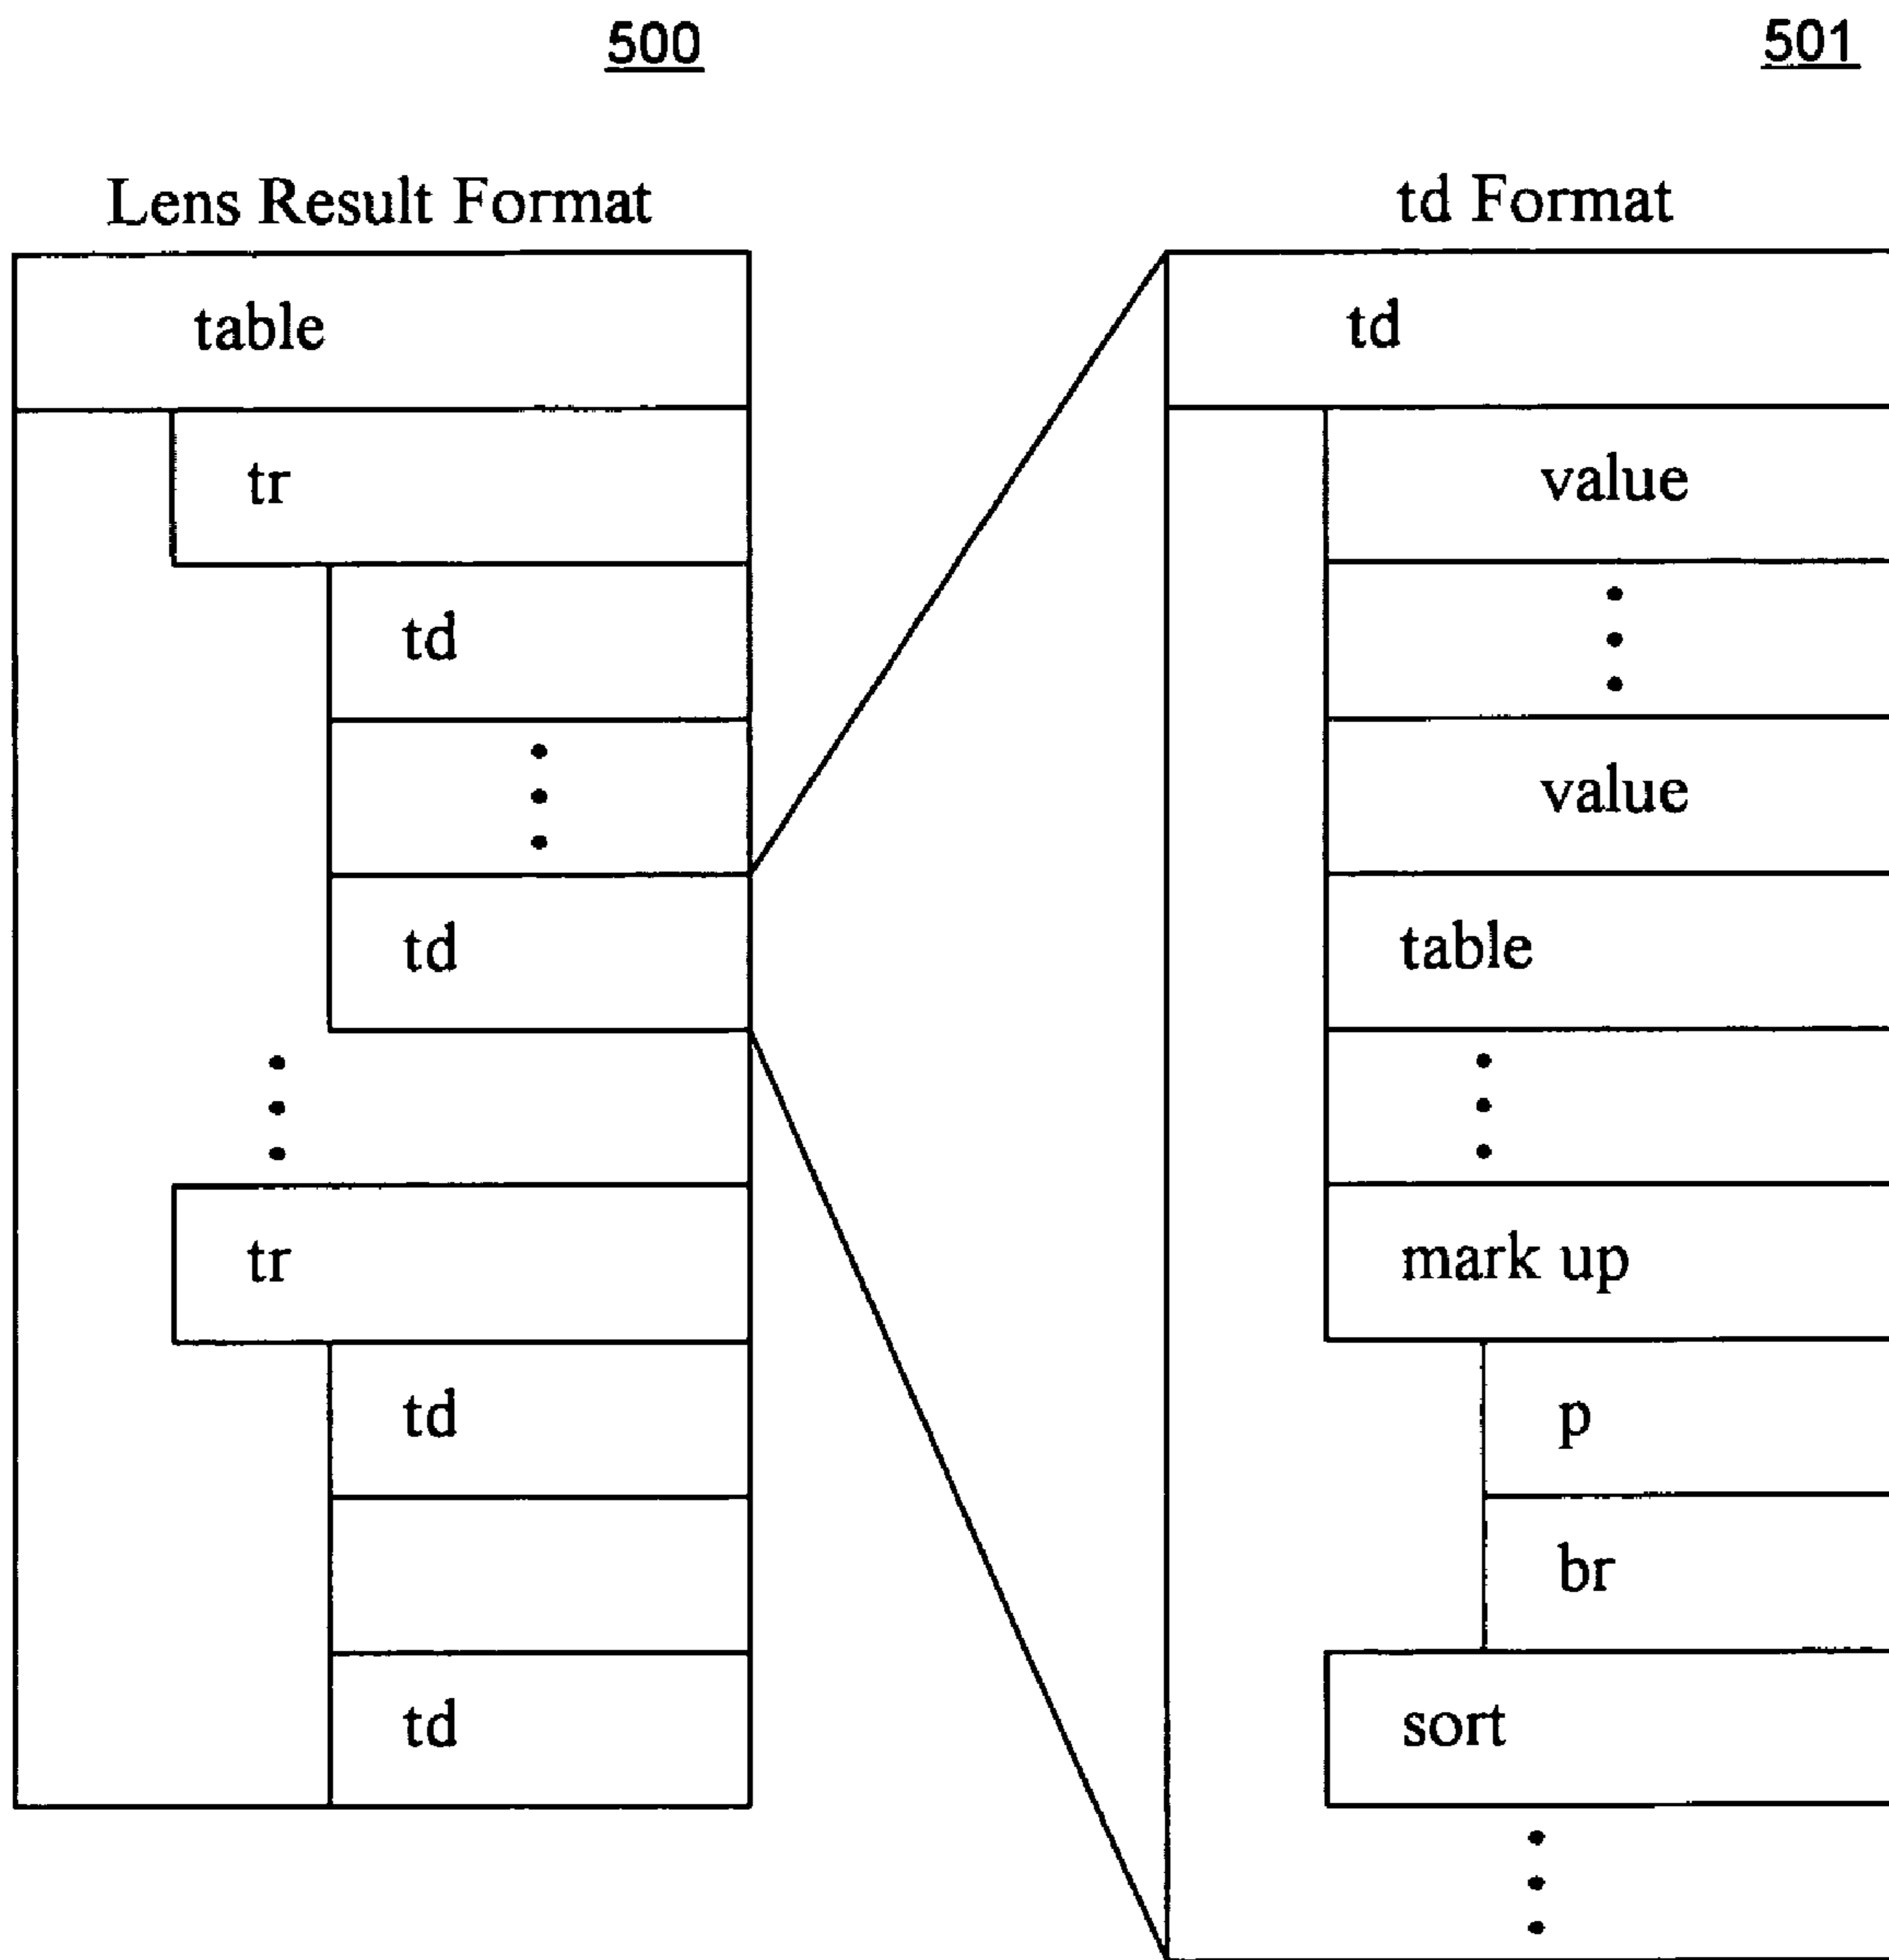 500
Lens Result Format
table
tr
td
td
tr
td
td
501
td Format
td
value
value
table
mark up
p
br
sort